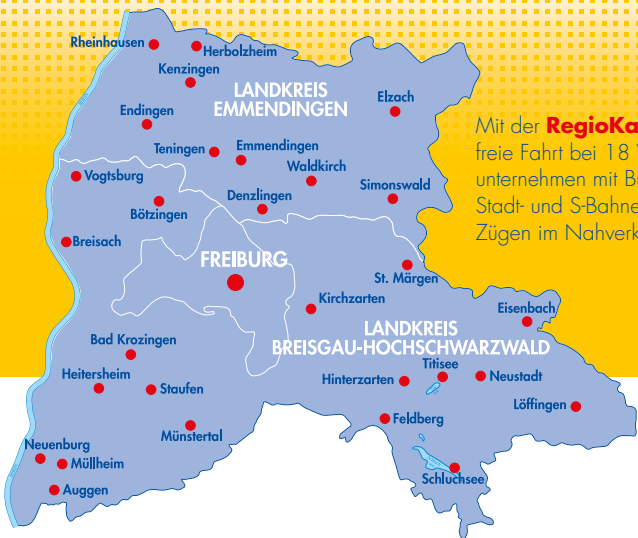 Rheinhausen
Herbolzheim
Kenzingen
LANDKREIS
EMMENDINGEN
Elzach
Endingen
Teningen
Emmendingen
Waldkirch
Simonswald
Vogtsburg
Bötzingen
Denzlingen
Breisach
FREIBURG
St. Märgen
Kirchzarten
Eisenbach
LANDKREIS
BREISGAU-HOCHSCHWARZWALD
Bad Krozingen
Heitersheim
Staufen
Hinterzarten
Titisee
Neustadt
Löffingen
Feldberg
Münstertal
Neuenburg
Müllheim
Auggen
Schluchsee
Mit der RegioKa
freie Fahrt bei 18
unternehmen mit B
Stadt- und S-Bahne
Zügen im Nahverk